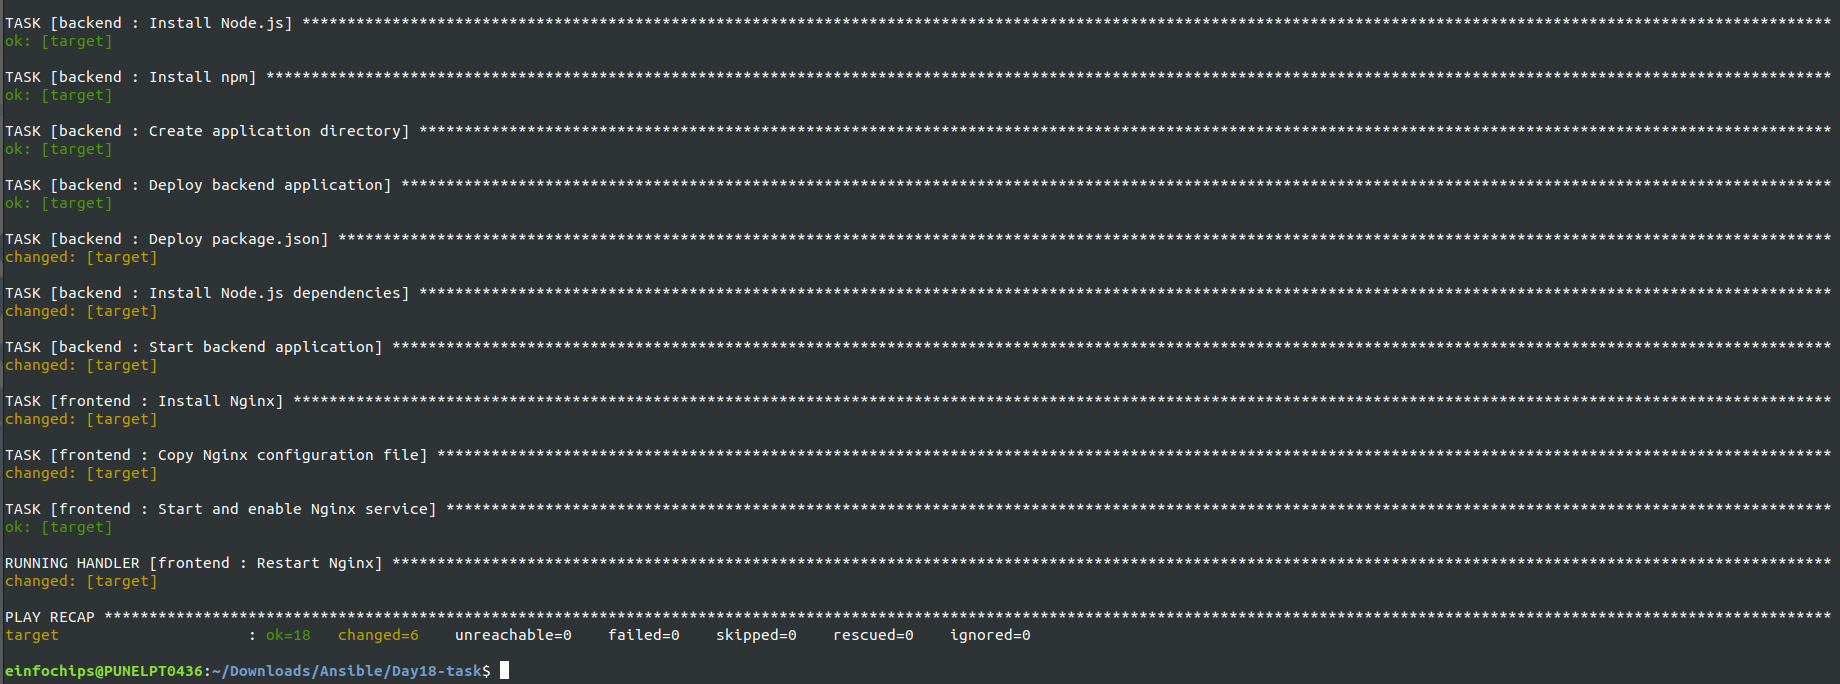 TASK [backend : Install Node.js] **************************************************************************************************************************************************************************
ok: [target]
TASK [backend : Install npm] ******************************************************************************************************************************************************************************
ok: [target]
TASK [backend : Create application directory] *************************************************************************************************************************************************************
ok: [target]
TASK [backend : Deploy backend application] ***************************************************************************************************************************************************************
ok: [target]
TASK [backend : Deploy package.json] **********************************************************************************************************************************************************************
changed: [target]
TASK [backend : Install Node.js dependencies] *************************************************************************************************************************************************************
changed: [target]
TASK [backend : Start backend application] ****************************************************************************************************************************************************************
changed: [target]
TASK [frontend : Install Nginx] ***************************************************************************************************************************************************************************
changed: [target]
TASK [frontend : Copy Nginx configuration file] ***********************************************************************************************************************************************************
changed: [target]
TASK [frontend : Start and enable Nginx service] **********************************************************************************************************************************************************
ok: [target]
RUNNING HANDLER [frontend : Restart Nginx] ****************************************************************************************************************************************************************
changed: [target]
PLAY RECAP ************************************************************************************************************************************************************************************************
target                     : ok=18   changed=6    unreachable=0    failed=0    skipped=0    rescued=0    ignored=0
einfochips@PUNELPT0436:~/Downloads/Ansible/Day18-task$